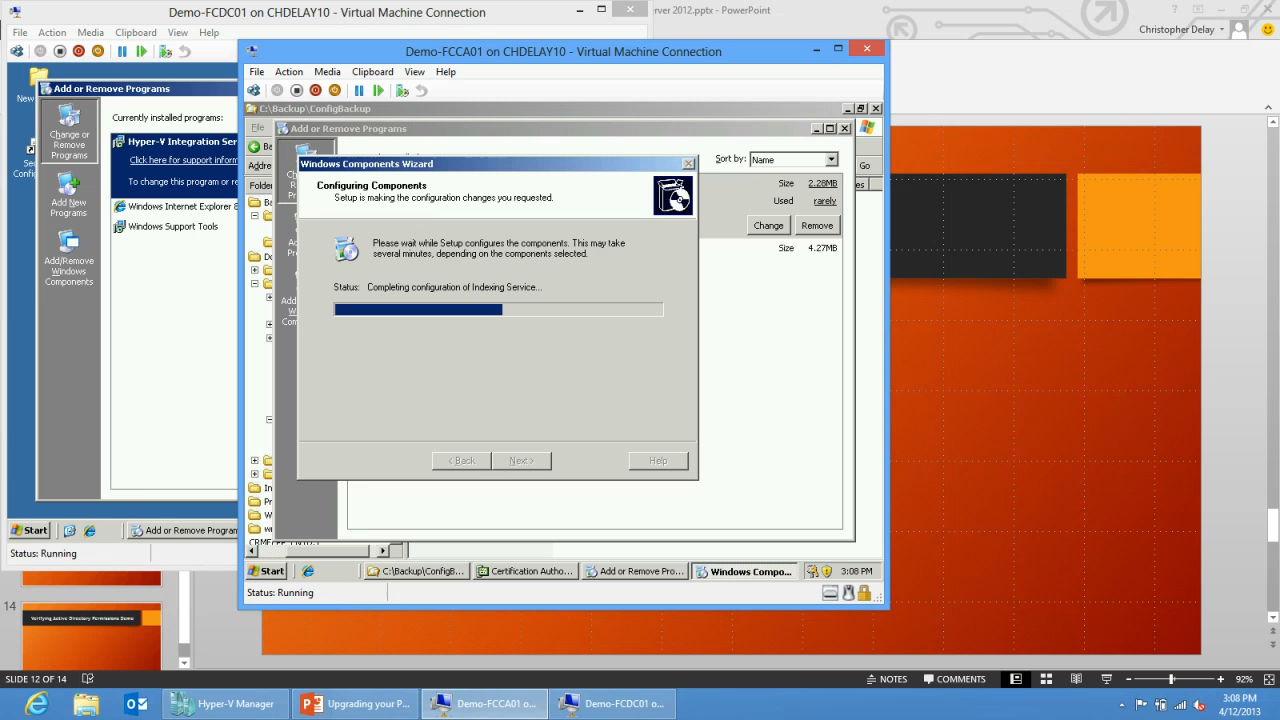 Demo-FCDC01 on CHDELAY10 - Virtual Machine Connection
rver 2012.pptx - PowerPoint
File Action Media Clipboard View Help
Christopher Delay
Add or Remove Programs
New
Change or Remove Programs
Currently installed programs:
Hyper-V Integration Ser
Click here for support inform
To change this program or re
Add New Programs
Windows Internet Explorer 8
Windows Support Tools
Add/Remove Windows Components
Start
Add or Remove Program
Status: Running
Demo-FCCA01 on CHDELAY10 - Virtual Machine Connection
File Action Media Clipboard View Help
C:\Backup\ConfigBackup
File
Add or Remove Programs
Sort by: Name
Go
Addre
Folder
Windows Components Wizard
Configuring Components
Setup is making the configuration changes you requested.
Size 2.28MB
Used rarely
Change Remove
Size 4.27MB
Please wait while Setup configures the components. This may take several minutes, depending on the components selected.
Status: Completing configuration of Indexing Service...
< Back Next > Help
Start
C:\Backup\ConfigB...
Certification Autho...
Add or Remove Pro...
Windows Compo...
3:08 PM
Status: Running
14
Verifying Active Directory Permissions Demo
SLIDE 12 OF 14
NOTES
COMMENTS
92%
Hyper-V Manager
Upgrading your P...
Demo-FCCA01 o...
Demo-FCDC01 o...
3:08 PM
4/12/2013